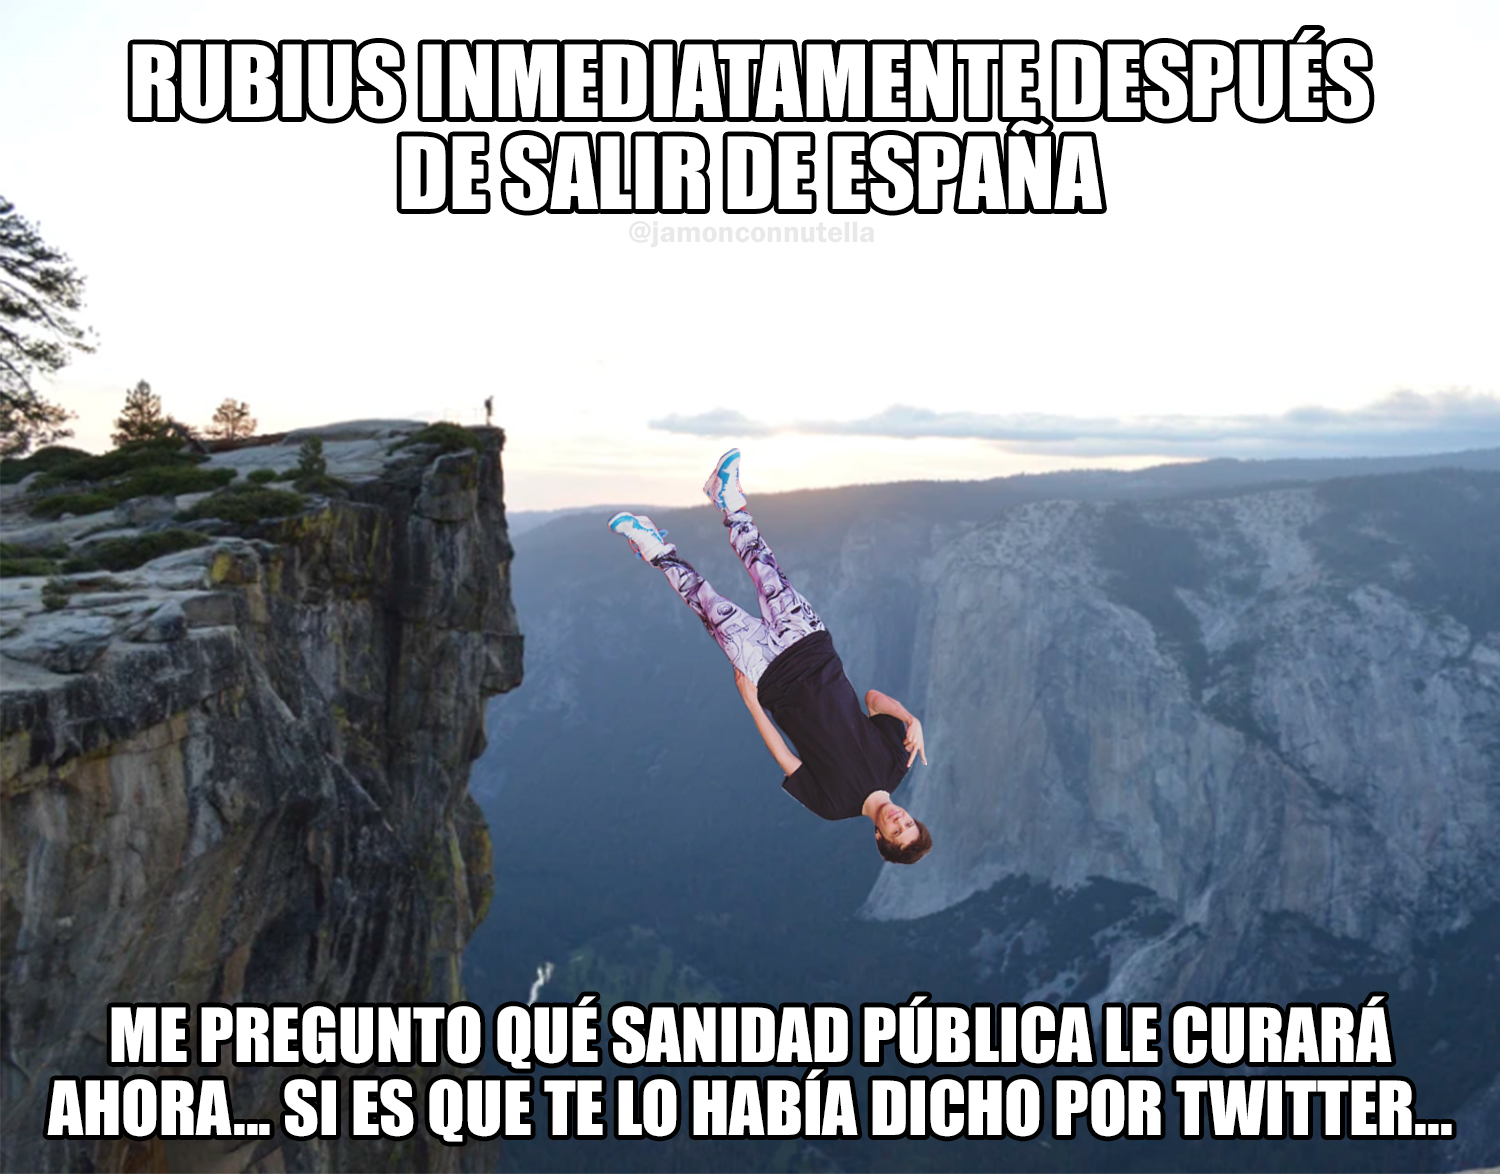 RUBIUS INMEDIATAMENTE DESPUÉS
DE SALIR DE ESPAÑA
@jamonconnutella
ME PREGUNTO QUÉ SANIDAD PÚBLICA LE CURARÁ
AHORA... SI ES QUE TE LO HABÍA DICHO POR TWITTER...